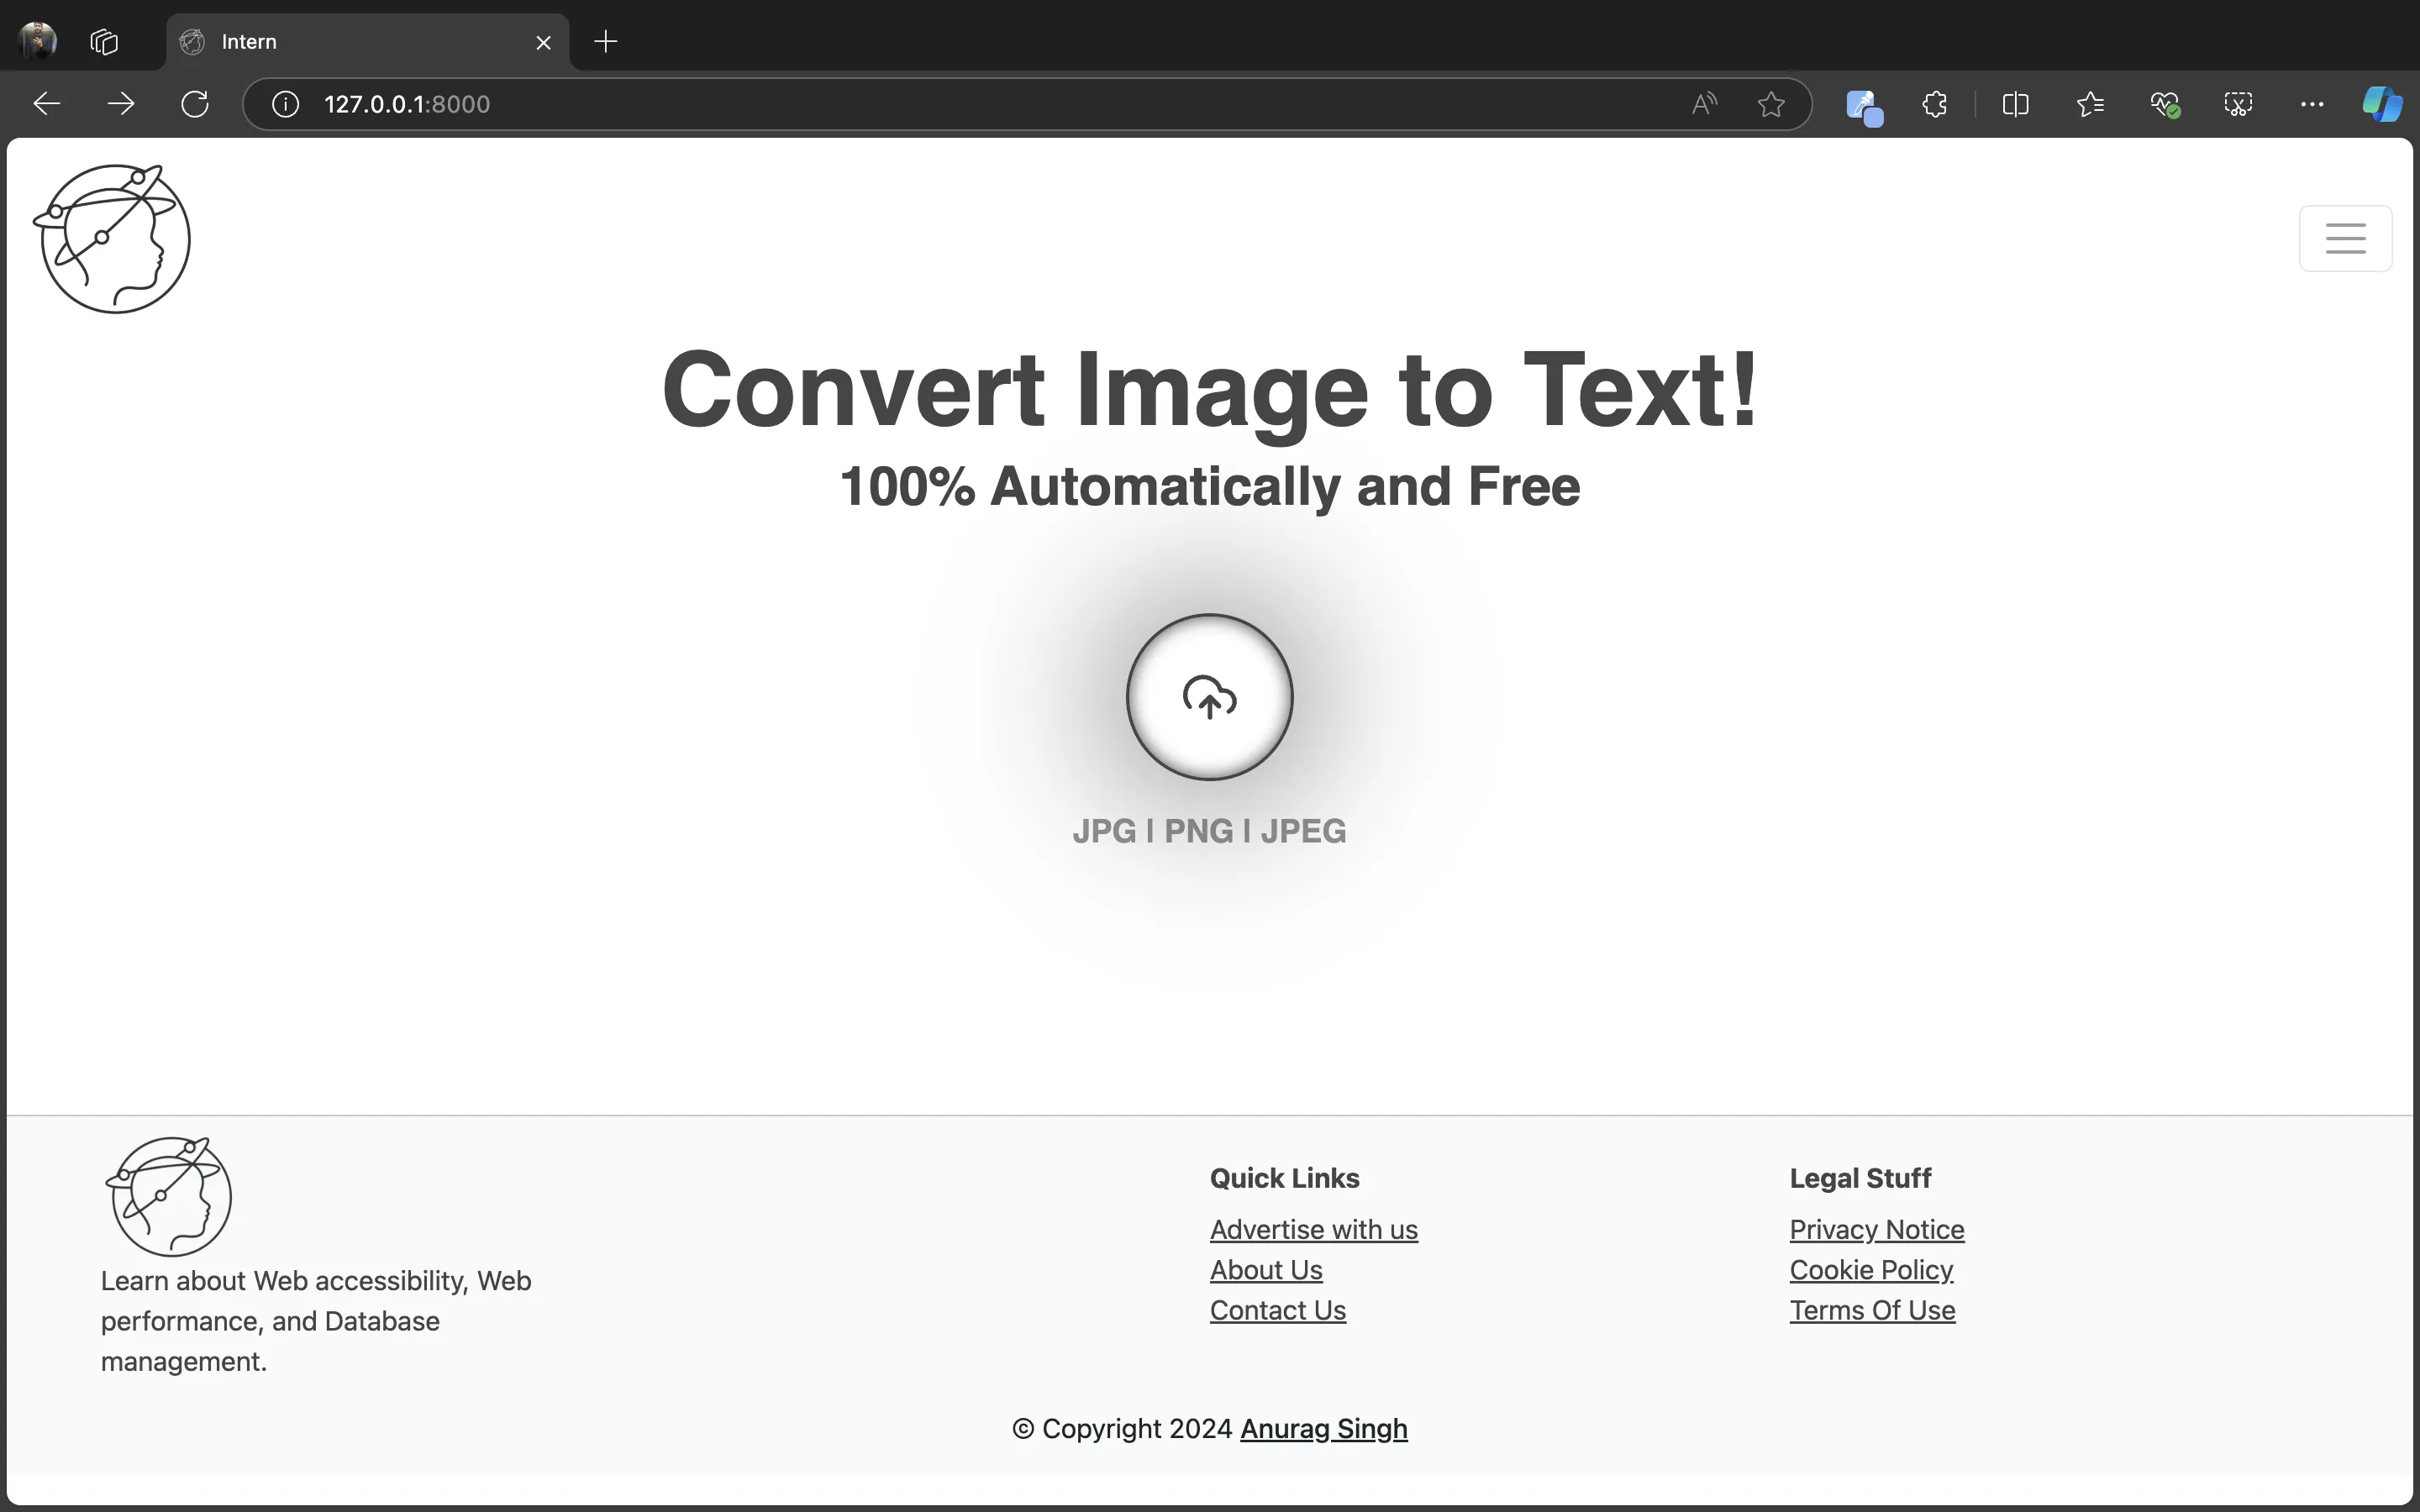 Intern
127.0.0.1:8000
Convert Image to Text!
100% Automatically and Free
JPG | PNG | JPEG
Learn about Web accessibility, Web
performance, and Database
management.
Quick Links
Advertise with us
About Us
Contact Us
Legal Stuff
Privacy Notice
Cookie Policy
Terms Of Use
© Copyright 2024 Anurag Singh